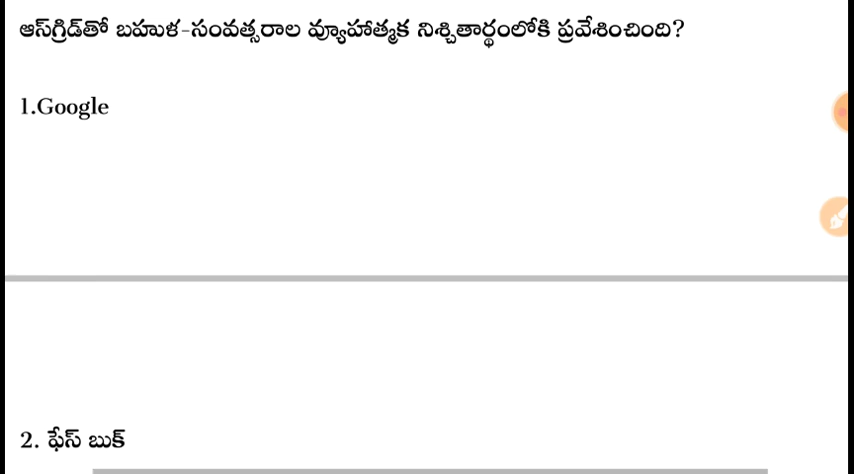 ఆస్‌గ్రిడ్‌తో బహుళ-సంవత్సరాల వ్యూహాత్మక నిశ్చితార్థంలోకి ప్రవేశించింది?
1.Google
2. ఫేస్ బుక్